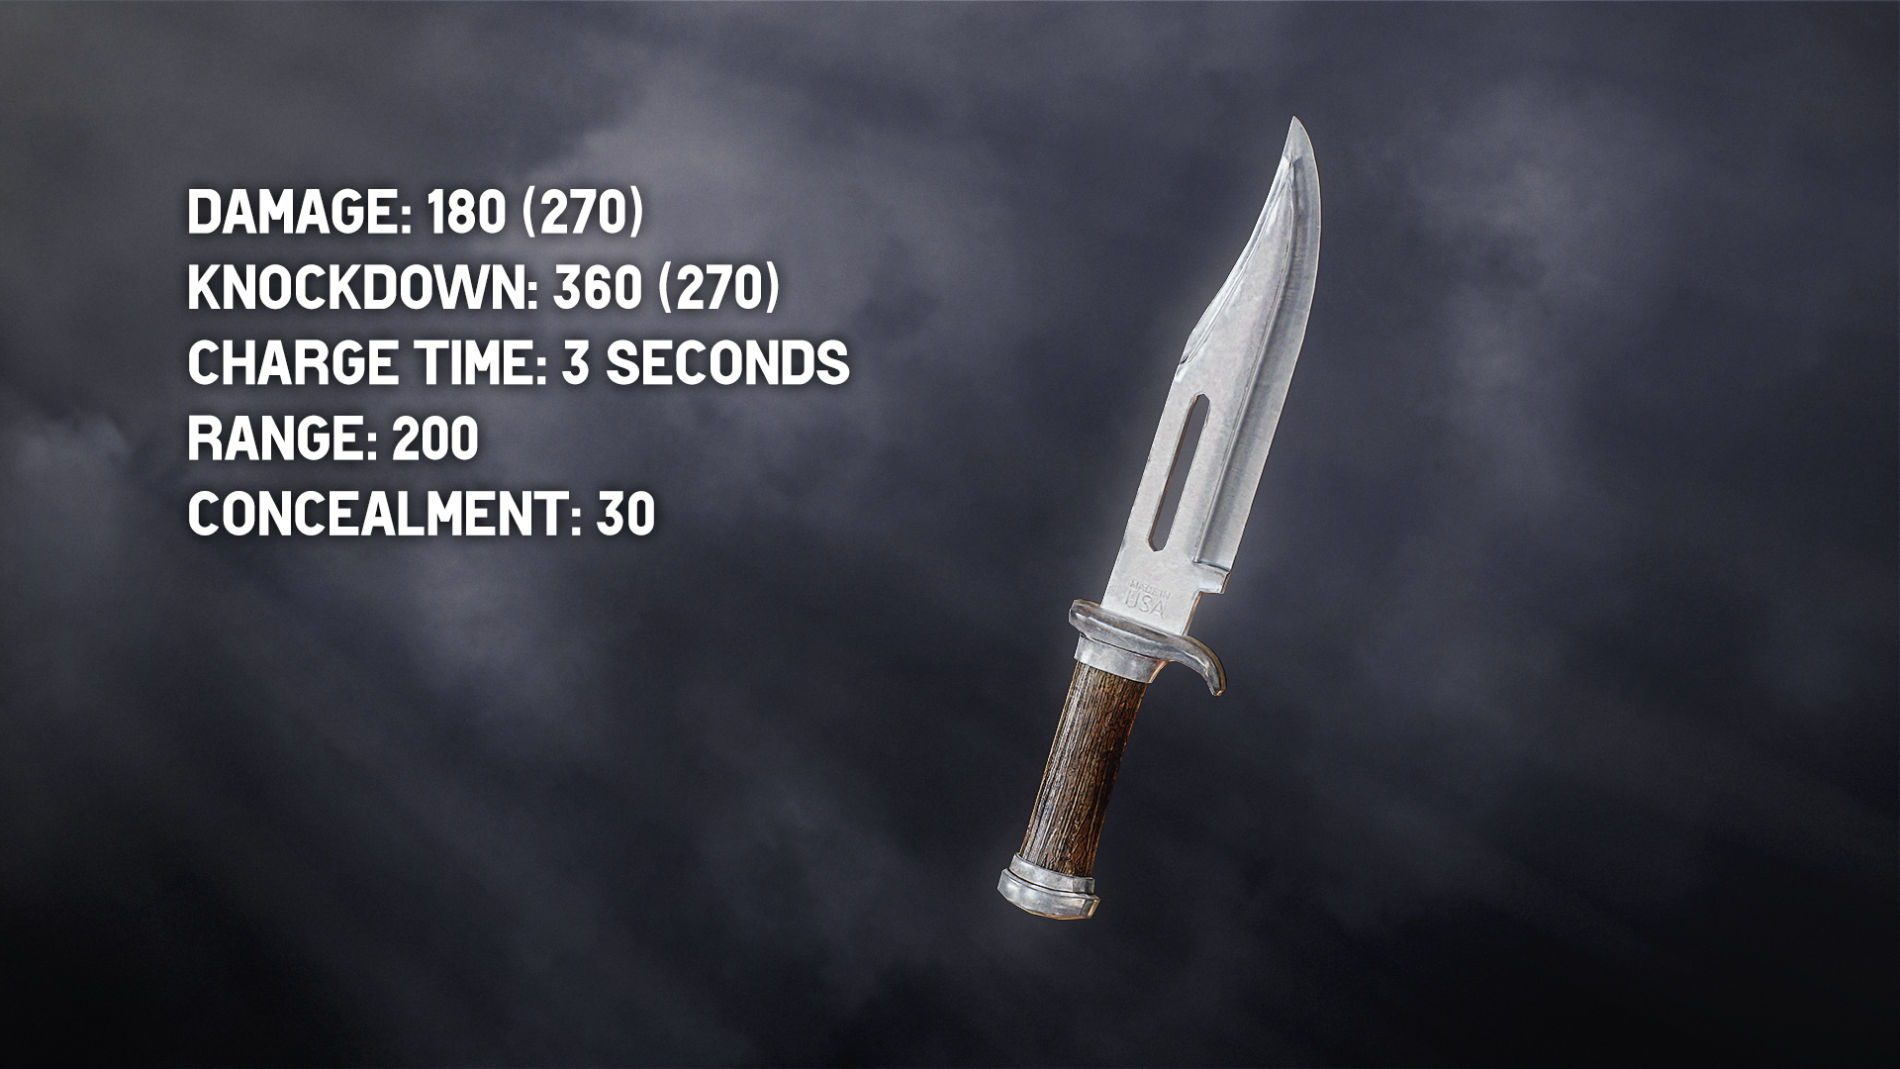 DAMAGE: 180 (270)
KNOCKDOWN: 360 (270)
CHARGE TIME: 3 SECONDS
RANGE: 200
CONCEALMENT: 30
MADE IN
USA